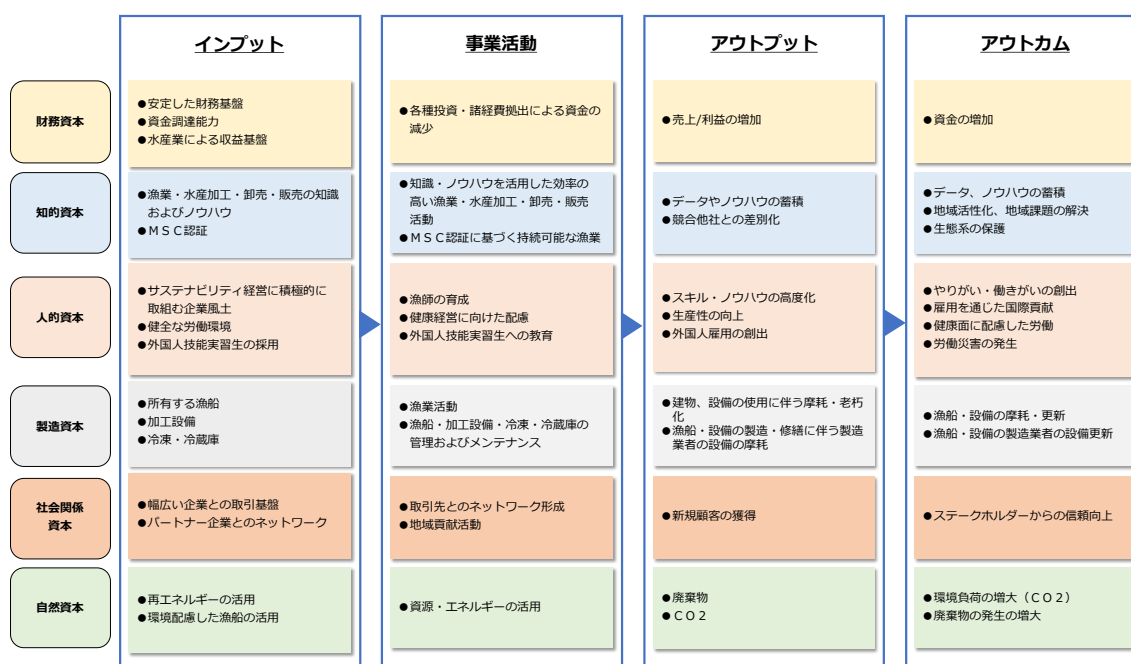 インプット
事業活動
アウトプット
アウトカム
財務資本
●安定した財務基盤
●資金調達能力
●水産業による収益基盤
●各種投資・諸経費拠出による資金の
減少
●売上/利益の増加
●資金の増加
知的資本
●漁業・水産加工・卸売・販売の知識
およびノウハウ
●ＭＳＣ認証
●知識・ノウハウを活用した効率の
高い漁業・水産加工・卸売・販売
活動
●ＭＳＣ認証に基づく持続可能な漁業
●データやノウハウの蓄積
●競合他社との差別化
●データ、ノウハウの蓄積
●地域活性化、地域課題の解決
●生態系の保護
人的資本
●サステナビリティ経営に積極的に
取組む企業風土
●健全な労働環境
●外国人技能実習生の採用
●漁師の育成
●健康経営に向けた配慮
●外国人技能実習生への教育
●スキル・ノウハウの高度化
●生産性の向上
●外国人雇用の創出
●やりがい・働きがいの創出
●雇用を通じた国際貢献
●健康面に配慮した労働
●労働災害の発生
製造資本
●所有する漁船
●加工設備
●冷凍・冷蔵庫
●漁業活動
●漁船・加工設備・冷凍・冷蔵庫の
管理およびメンテナンス
●建物、設備の使用に伴う摩耗・老朽
化
●漁船・設備の製造・修繕に伴う製造
業者の設備の摩耗
●漁船・設備の摩耗・更新
●漁船・設備の製造業者の設備更新
社会関係
資本
●幅広い企業との取引基盤
●パートナー企業とのネットワーク
●取引先とのネットワーク形成
●地域貢献活動
●新規顧客の獲得
●ステークホルダーからの信頼向上
自然資本
●再エネルギーの活用
●環境配慮した漁船の活用
●資源・エネルギーの活用
●廃棄物
●ＣＯ２
●環境負荷の増大（ＣＯ２）
●廃棄物の発生の増大